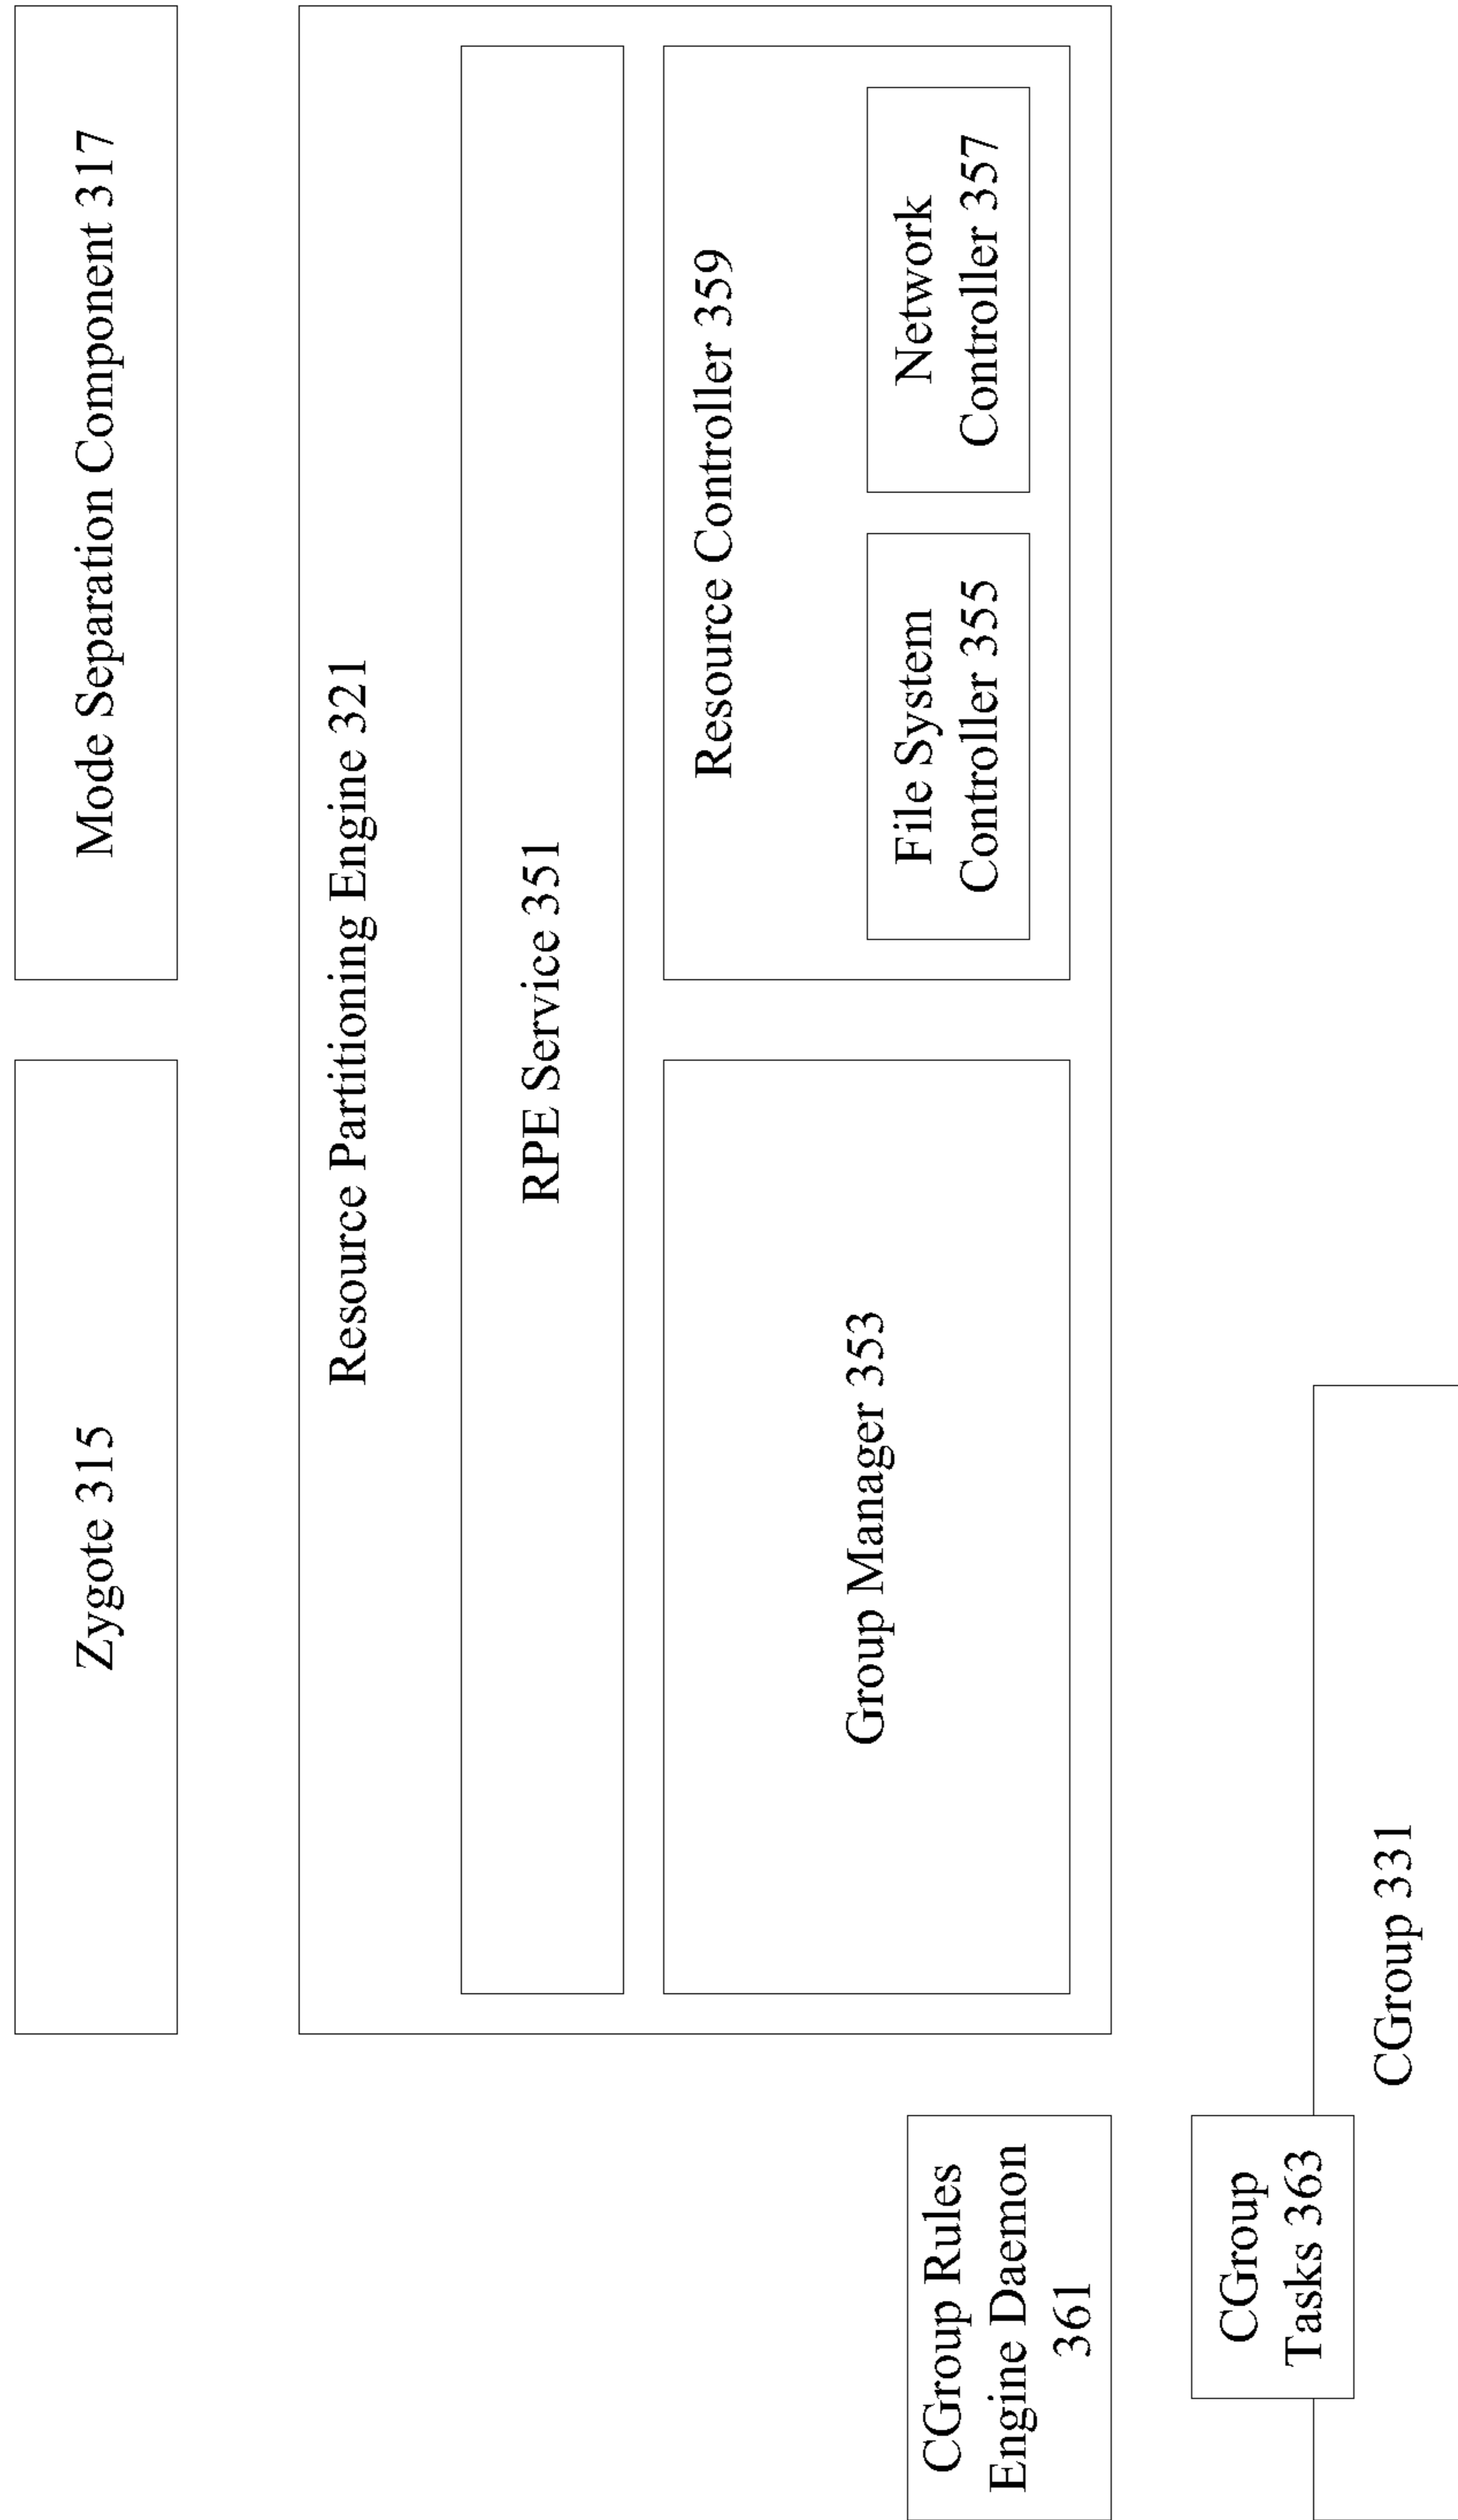 Zygote 315
Mode Separation Component 317
Resource Partitioning Engine 321
RPE Service 351
Group Manager 353
Resource Controller 359
File System
Controller 355
Network
Controller 357
CGroup Rules
Engine Daemon
361
CGroup
Tasks 363
CGroup 331